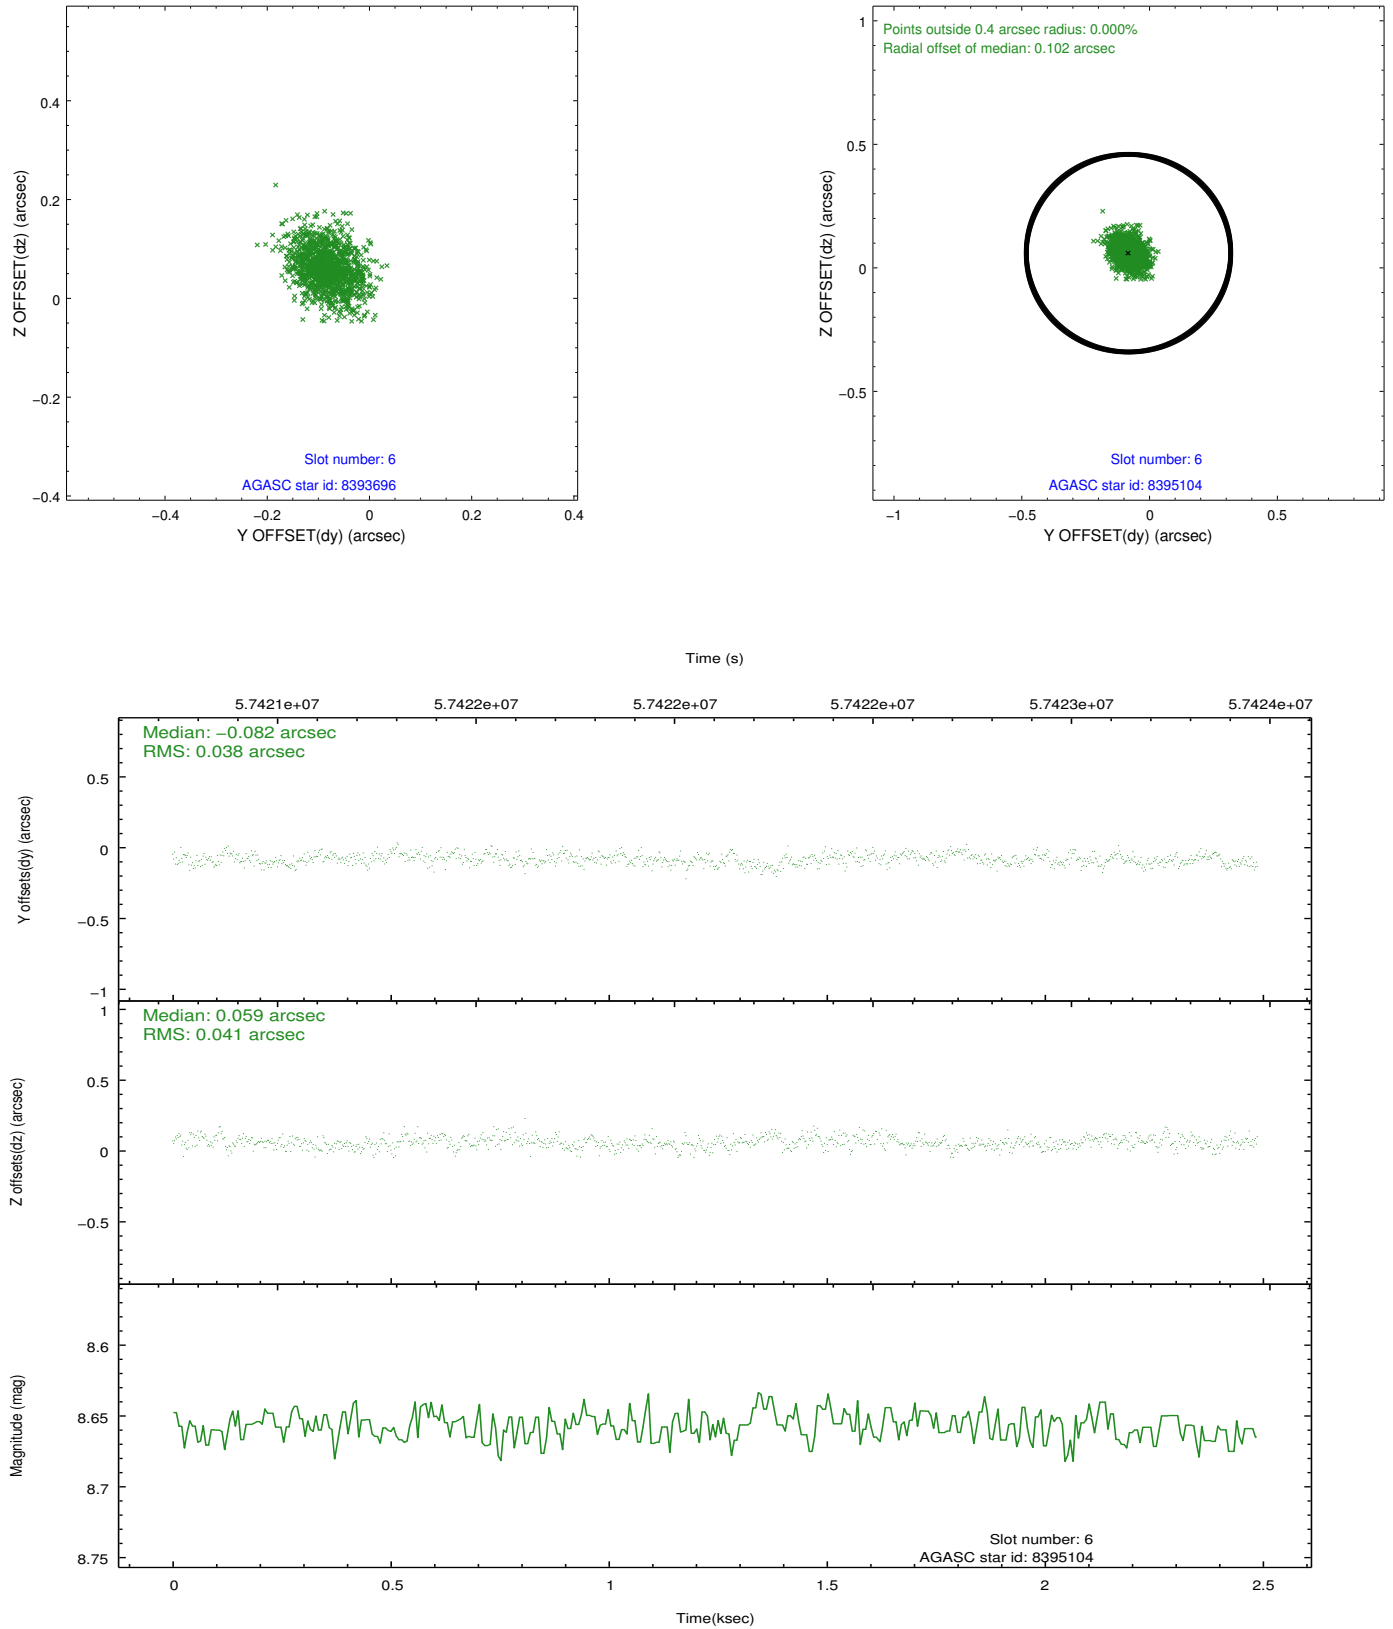 0.4
0.2
0
−0.2
−0.4
Z OFFSET(dz) (arcsec)
Slot number: 6
AGASC star id: 8393696
−0.4 −0.2 0 0.2 0.4
Y OFFSET(dy) (arcsec)
Points outside 0.4 arcsec radius: 0.000%
Radial offset of median: 0.102 arcsec
1
0.5
0
−0.5
Z OFFSET(dz) (arcsec)
Slot number: 6
AGASC star id: 8395104
−1 −0.5 0 0.5
Y OFFSET(dy) (arcsec)
Time (s)
5.7421e+07 5.7422e+07 5.7422e+07 5.7422e+07 5.7423e+07 5.7424e+07
Median: −0.082 arcsec
RMS: 0.038 arcsec
0.5
0
−0.5
−1
Y offsets(dy) (arcsec)
Median: 0.059 arcsec
RMS: 0.041 arcsec
1
0.5
0
−0.5
Z offsets(dz) (arcsec)
8.6
8.65
8.7
8.75
Magnitude (mag)
Slot number: 6
AGASC star id: 8395104
0 0.5 1 1.5 2 2.5
Time(ksec)